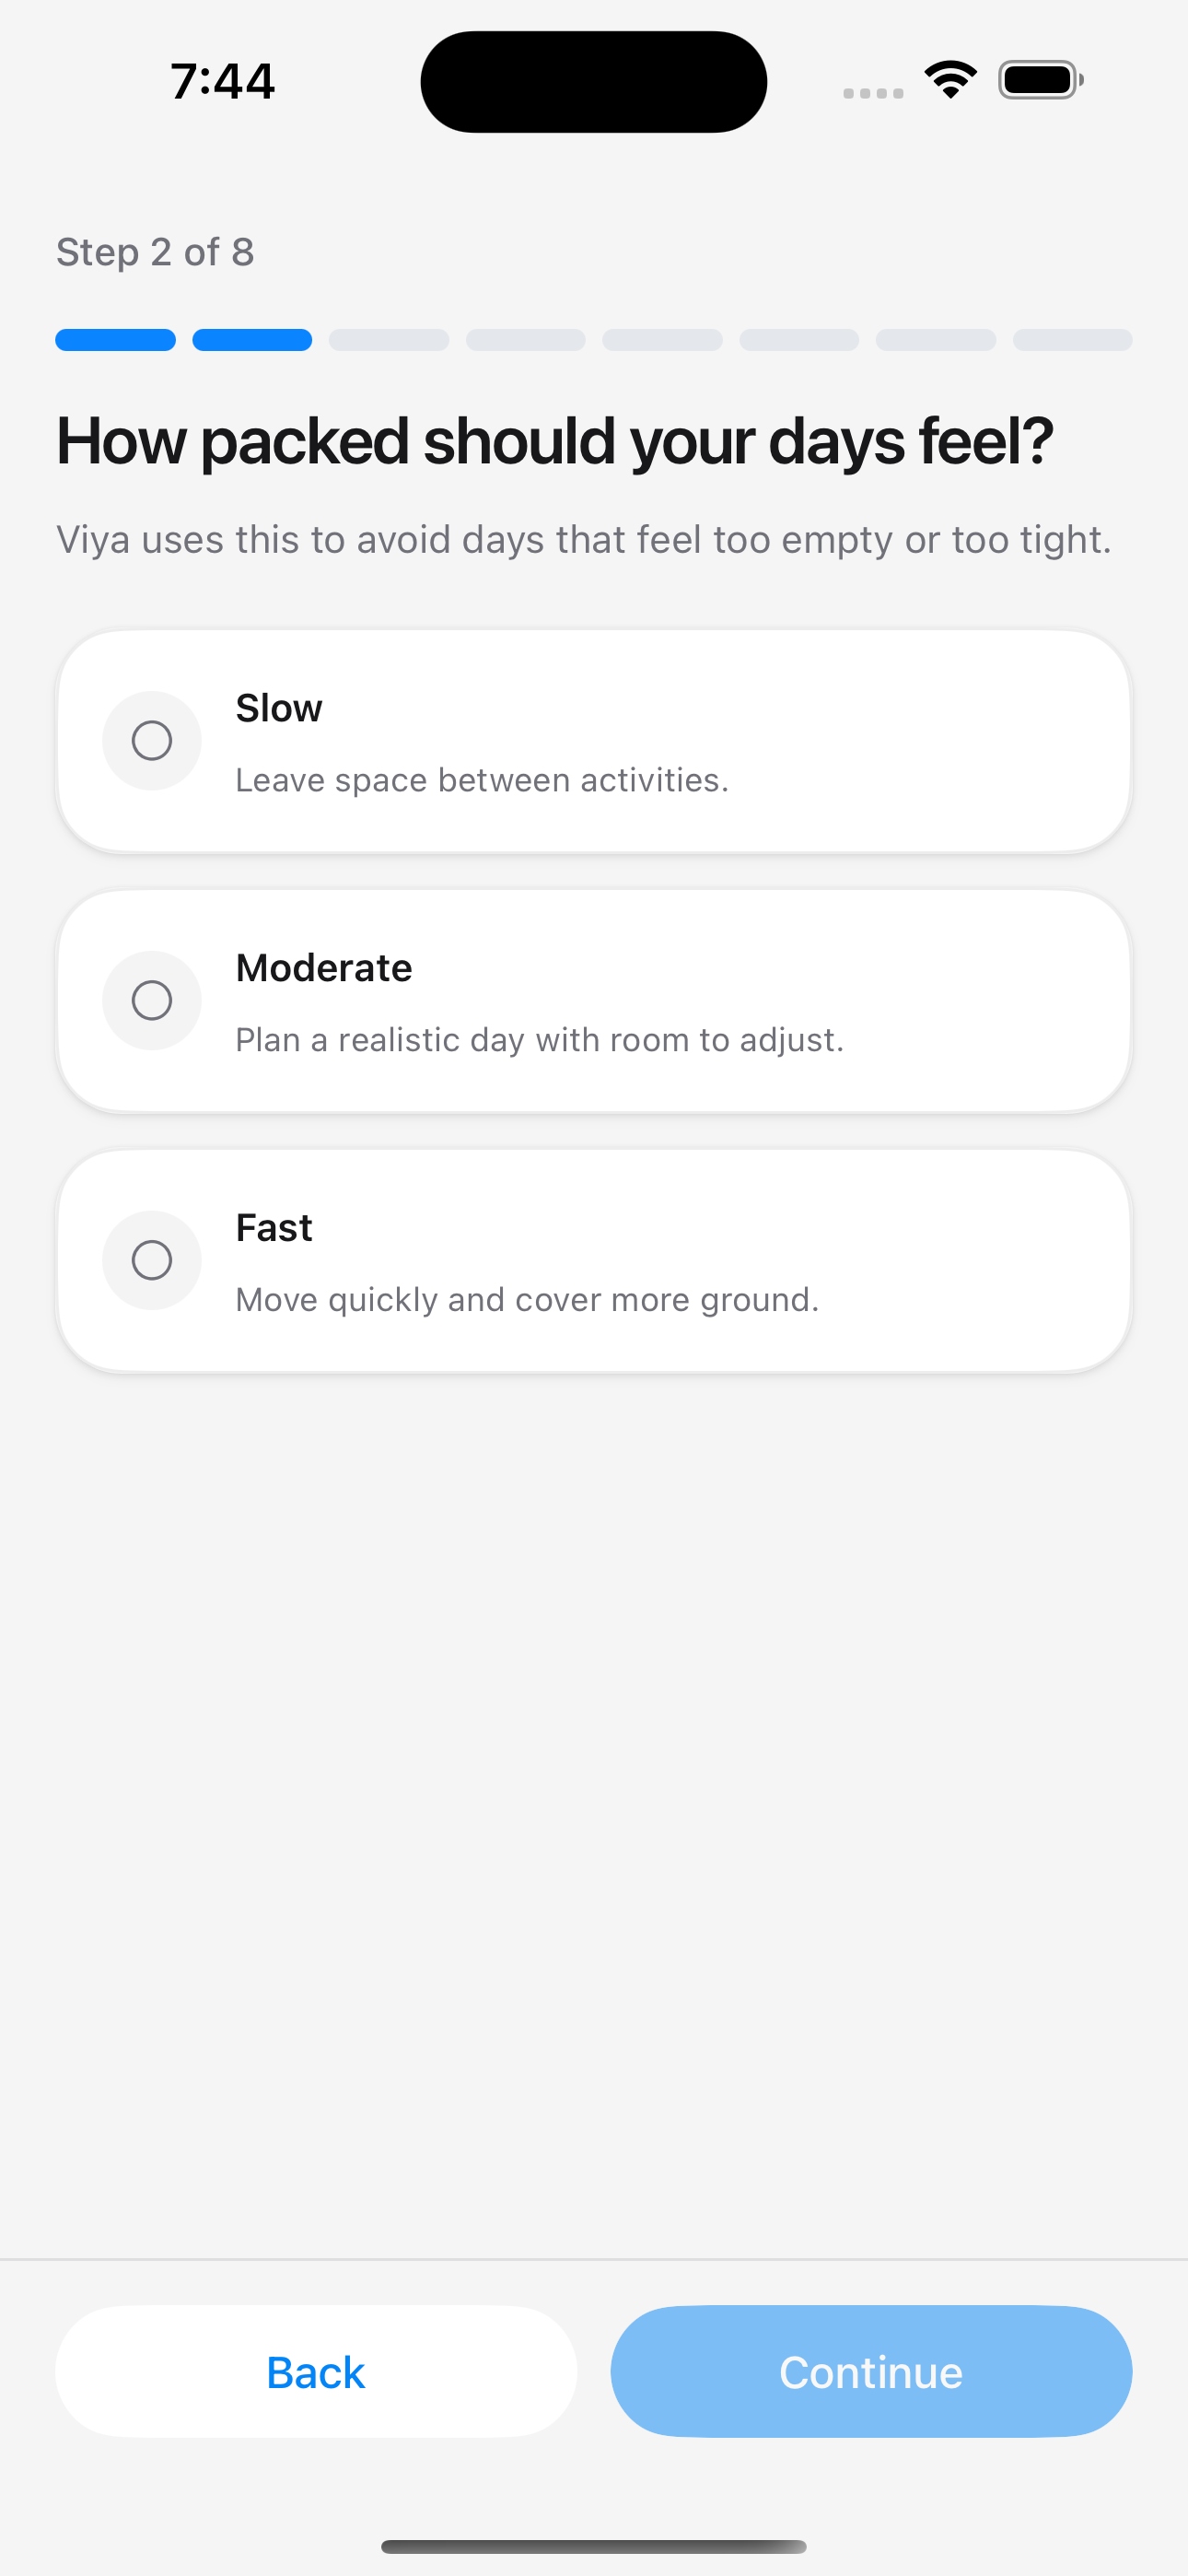 7:44
Step 2 of 8
How packed should your days feel?
Viya uses this to avoid days that feel too empty or too tight.
Slow
Leave space between activities.
Moderate
Plan a realistic day with room to adjust.
Fast
Move quickly and cover more ground.
Back
Continue